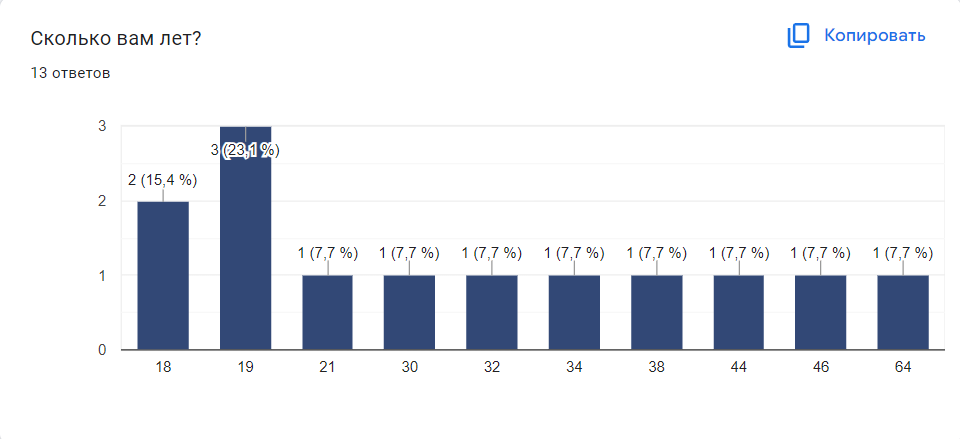 Сколько вам лет?
Копировать
13 ответов
3
2
1
0
2 (15,4 %)
3 (23,1 %)
1 (7,7 %)
1 (7,7 %)
1 (7,7 %)
1 (7,7 %)
1 (7,7 %)
1 (7,7 %)
1 (7,7 %)
1 (7,7 %)
18 19 21 30 32 34 38 44 46 64